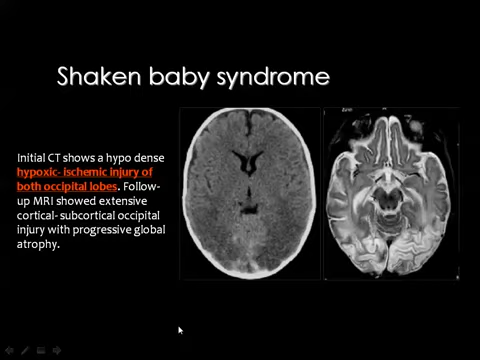 Shaken baby syndrome
Initial CT shows a hypo dense
hypoxic- ischemic injury of
both occipital lobes. Follow-
up MRI showed extensive
cortical- subcortical occipital
injury with progressive global
atrophy.